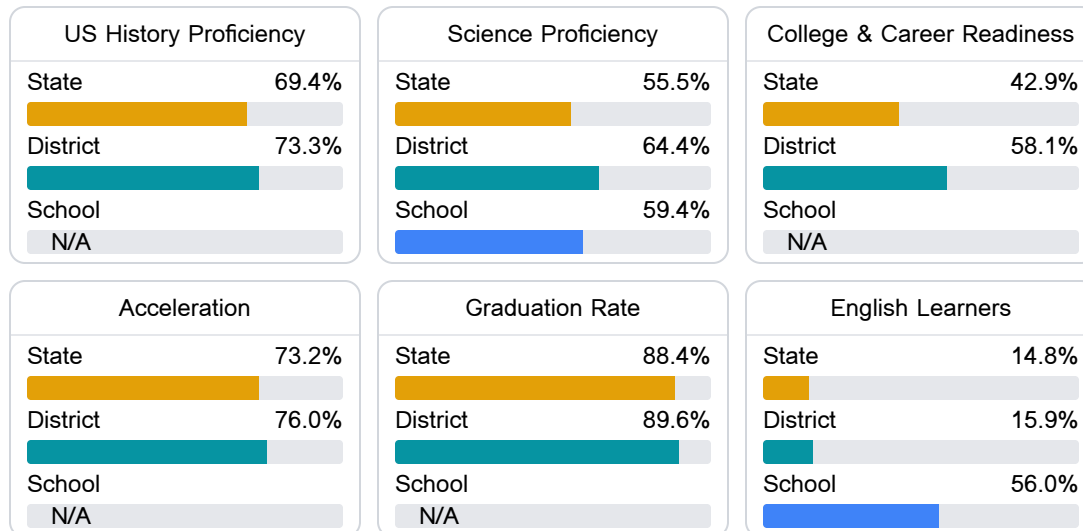 US History Proficiency
State 69.4%
District 73.3%
School
N/A
Science Proficiency
State 55.5%
District 64.4%
School 59.4%
College & Career Readiness
State 42.9%
District 58.1%
School
N/A
Acceleration
State 73.2%
District 76.0%
School
N/A
Graduation Rate
State 88.4%
District 89.6%
School
N/A
English Learners
State 14.8%
District 15.9%
School 56.0%